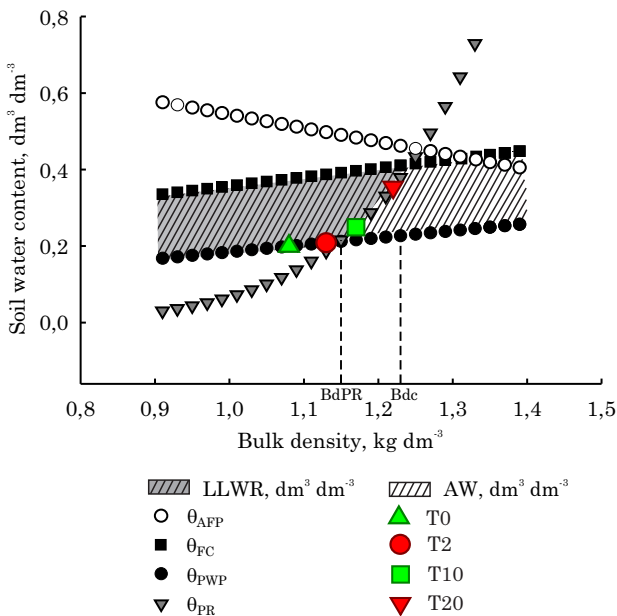 Soil water content, dm³ dm⁻³
0,8
0,6
0,4
0,2
0,0
BdPR
Bdc
0,8
0,9
1,0
1,1
1,2
1,3
1,4
1,5
Bulk density, kg dm⁻³
LLWR, dm³ dm⁻³
AW, dm³ dm⁻³
θAFP
T0
θFC
T2
θPWP
T10
θPR
T20